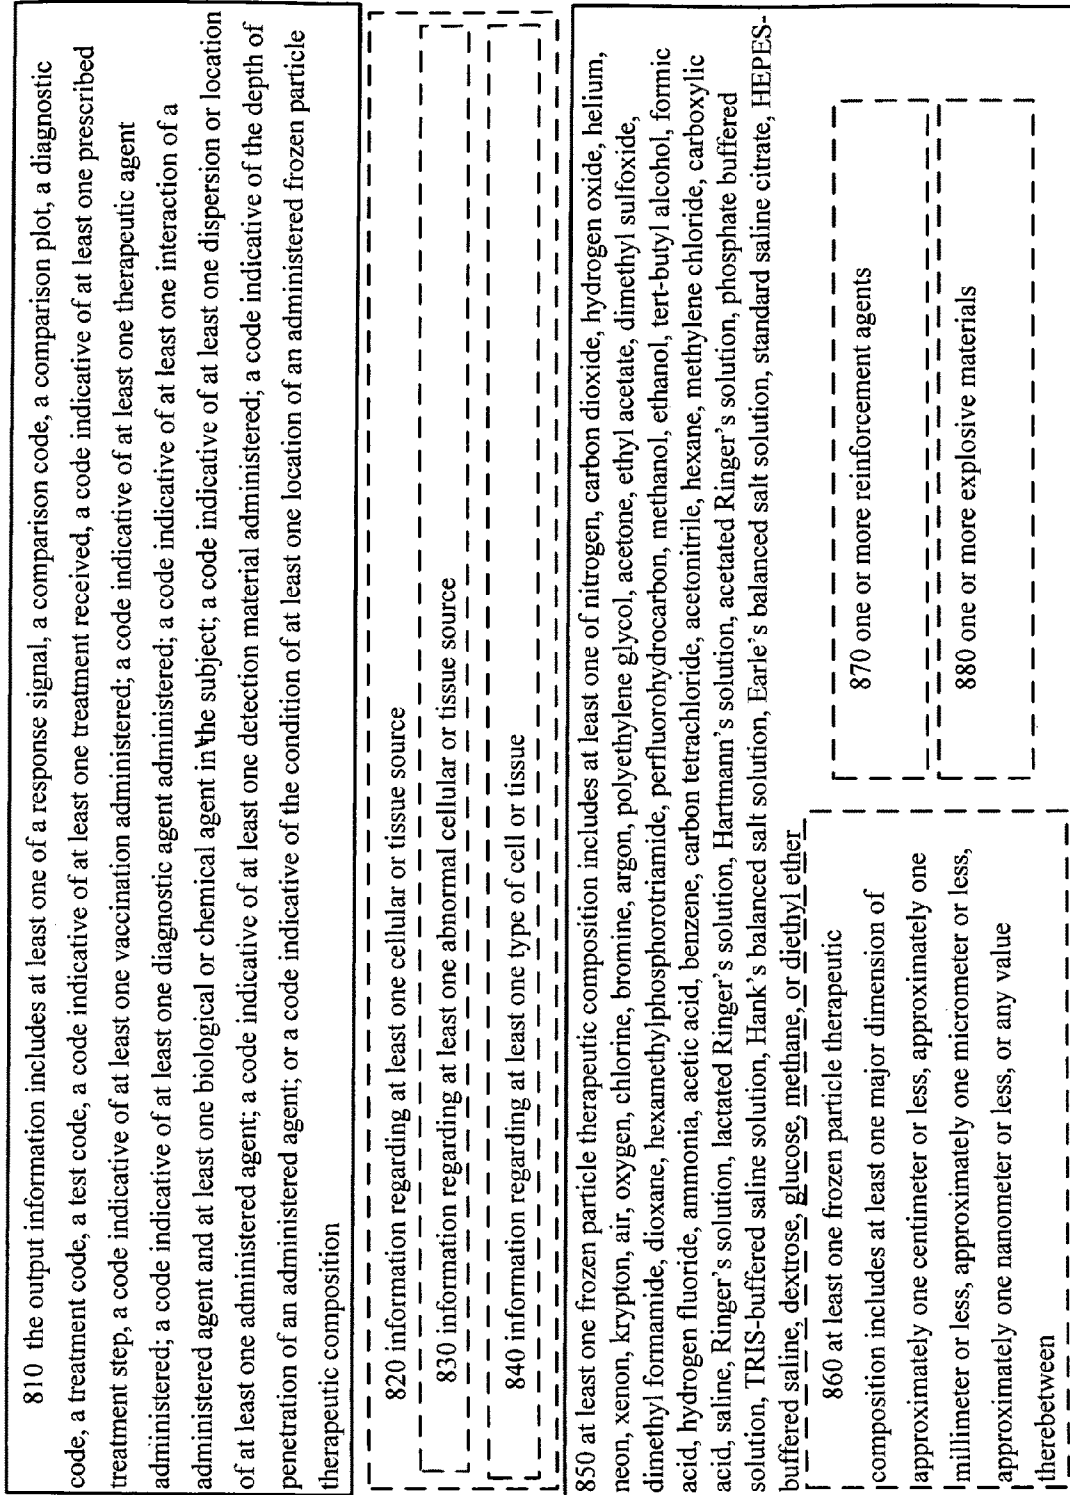 810 the output information includes at least one of a response signal, a comparison code, a comparison plot, a diagnostic
code, a treatment code, a test code, a code indicative of at least one treatment received, a code indicative of at least one prescribed
treatment step, a code indicative of at least one vaccination administered; a code indicative of at least one therapeutic agent
administered; a code indicative of at least one diagnostic agent administered; a code indicative of at least one interaction of a
administered agent and at least one biological or chemical agent in the subject; a code indicative of at least one dispersion or location
of at least one administered agent; a code indicative of at least one detection material administered; a code indicative of the depth of
penetration of an administered agent; or a code indicative of the condition of at least one location of an administered frozen particle
therapeutic composition
820 information regarding at least one cellular or tissue source
830 information regarding at least one abnormal cellular or tissue source
840 information regarding at least one type of cell or tissue
850 at least one frozen particle therapeutic composition includes at least one of nitrogen, carbon dioxide, hydrogen oxide, helium,
neon, xenon, krypton, air, oxygen, chlorine, bromine, argon, polyethylene glycol, acetone, ethyl acetate, dimethyl sulfoxide,
dimethyl formamide, dioxane, hexamethylphosphorotriamide, perfluorohydrocarbon, methanol, ethanol, tert-butyl alcohol, formic
acid, hydrogen fluoride, ammonia, acetic acid, benzene, carbon tetrachloride, acetonitrile, hexane, methylene chloride, carboxylic
acid, saline, Ringer's solution, lactated Ringer's solution, Hartmann's solution, acetated Ringer's solution, phosphate buffered
solution, TRIS-buffered saline solution, Hank's balanced salt solution, Earle's balanced salt solution, standard saline citrate, HEPES-
buffered saline, dextrose, glucose, methane, or diethyl ether
860 at least one frozen particle therapeutic
composition includes at least one major dimension of
approximately one centimeter or less, approximately one
millimeter or less, approximately one micrometer or less,
approximately one nanometer or less, or any value
therebetween
870 one or more reinforcement agents
880 one or more explosive materials